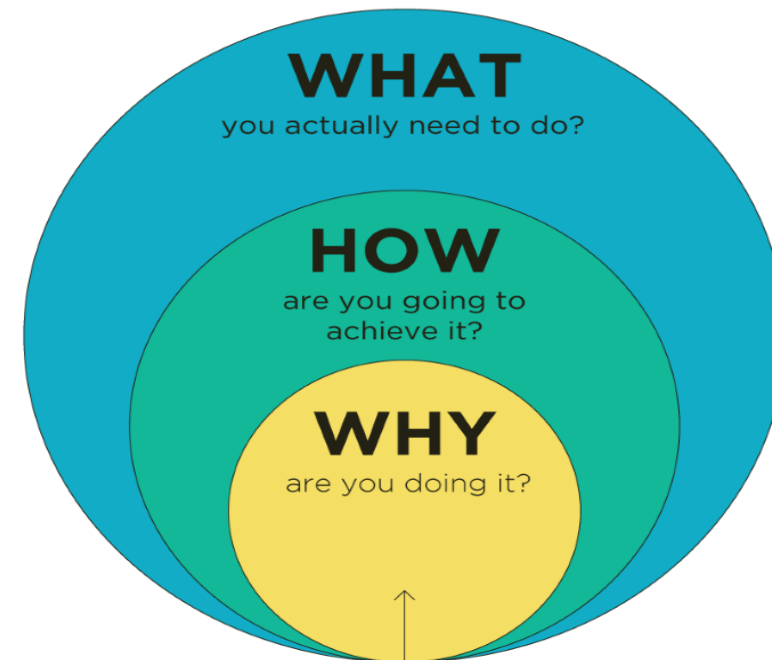 WHAT
you actually need to do?
HOW
are you going to
achieve it?
WHY
are you doing it?